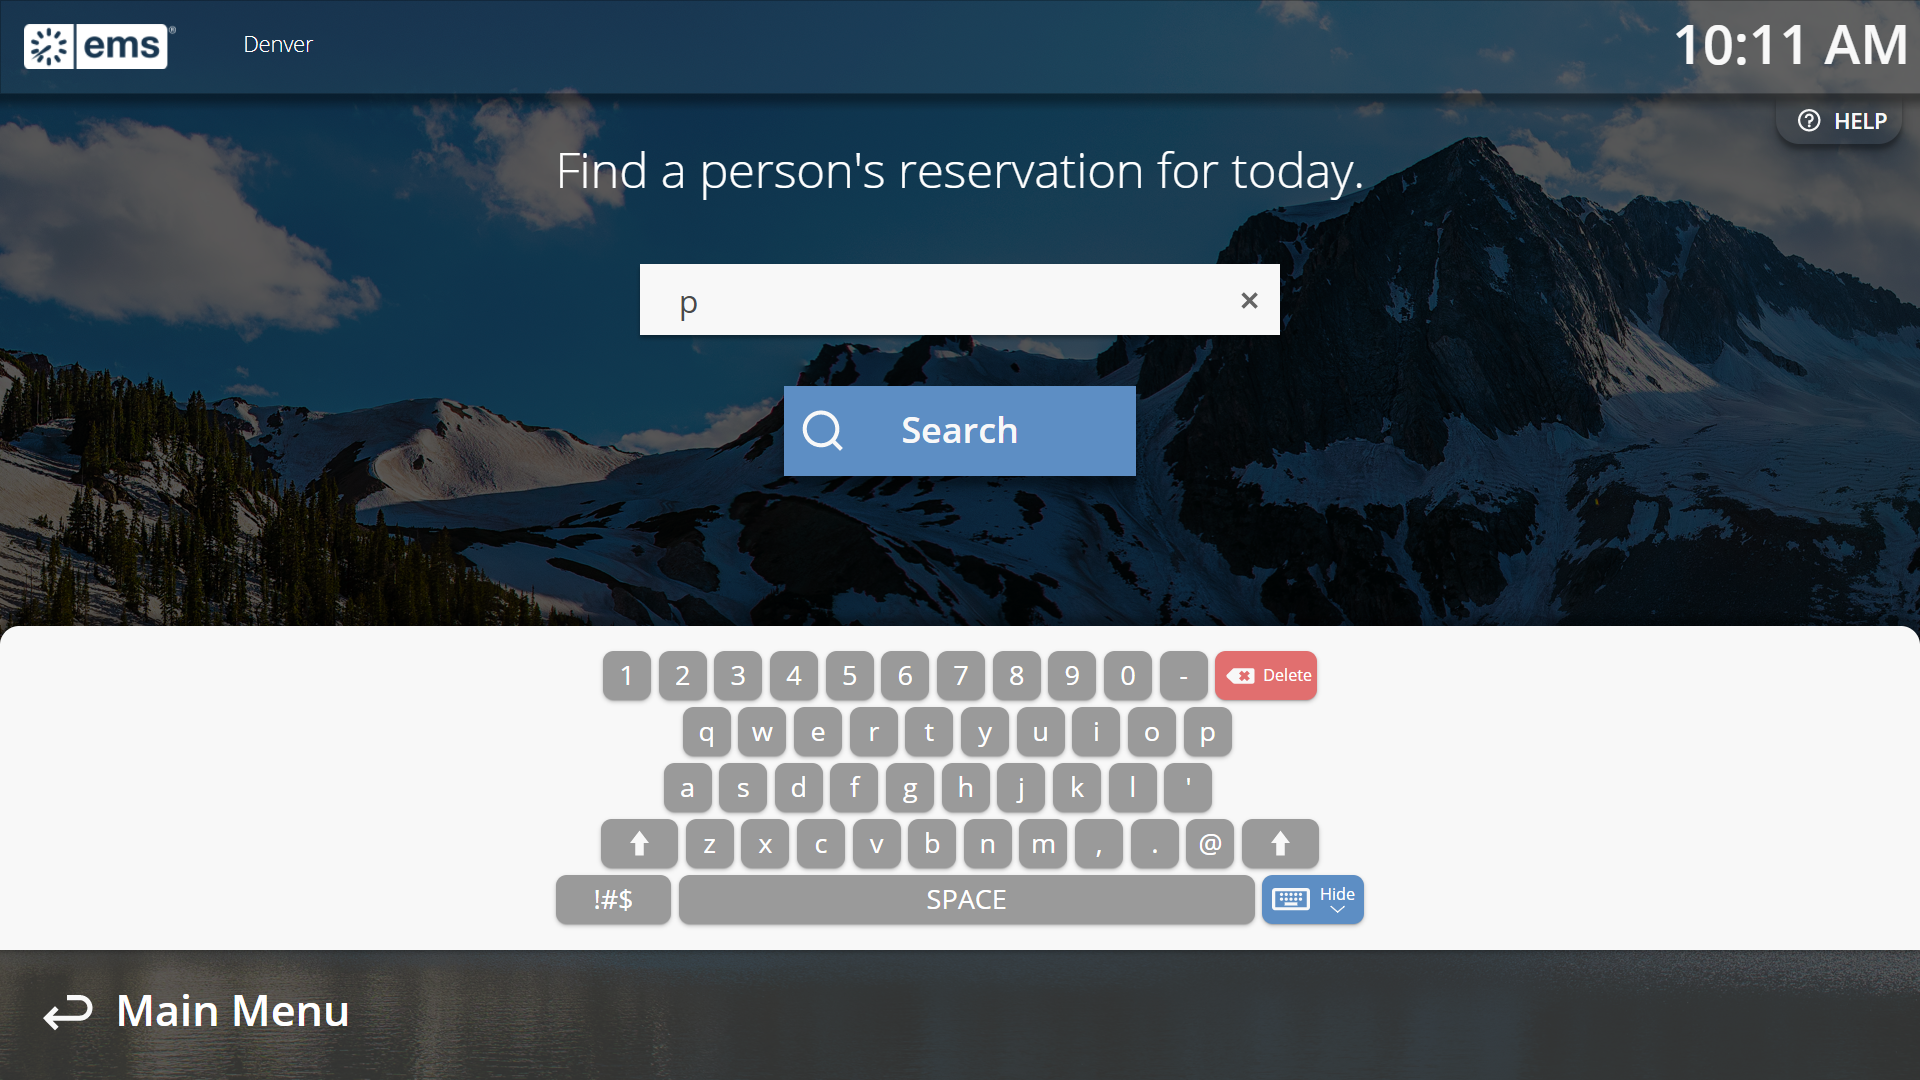 ems®
Denver
10:11 AM
HELP
Find a person's reservation for today.
p
Search
1 2 3 4 5 6 7 8 9 0 - Delete
q w e r t y u i o p
a s d f g h j k l '
z x c v b n m , . @
!#$ SPACE Hide
Main Menu